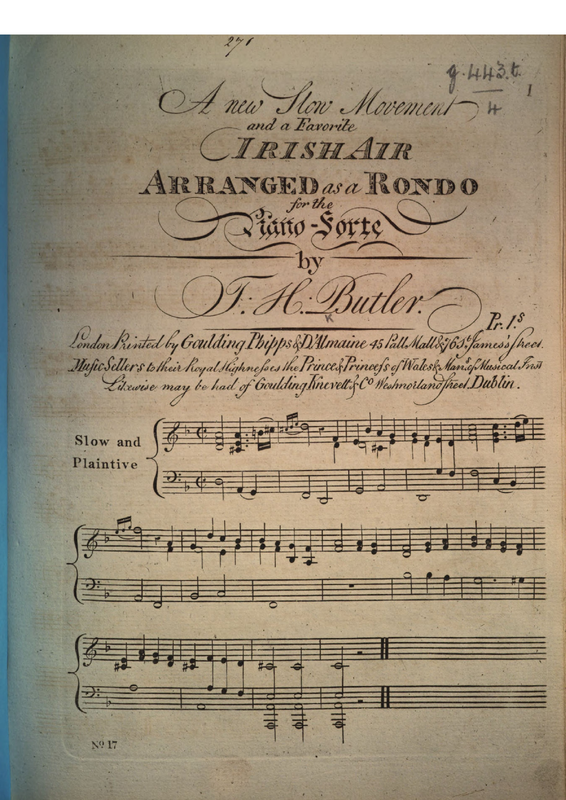 271
g.443.t.
4
1
A new Slow Movement
and a Favorite
IRISH AIR
ARRANGED as a RONDO
for the
Piano-Forte
by
T. H. Butler.
Pr. 1.s
London Printed by Goulding Phipps & D'Almaine 45 Pall Mall & 76 St. James's street.
Music Sellers to their Royal Highnesses the Prince & Princess of Wales & Manrs. of Musical Inst
Likewise may be had of Goulding Knevett & Co. Westmorland street, Dublin.
Slow and
Plaintive
No. 17